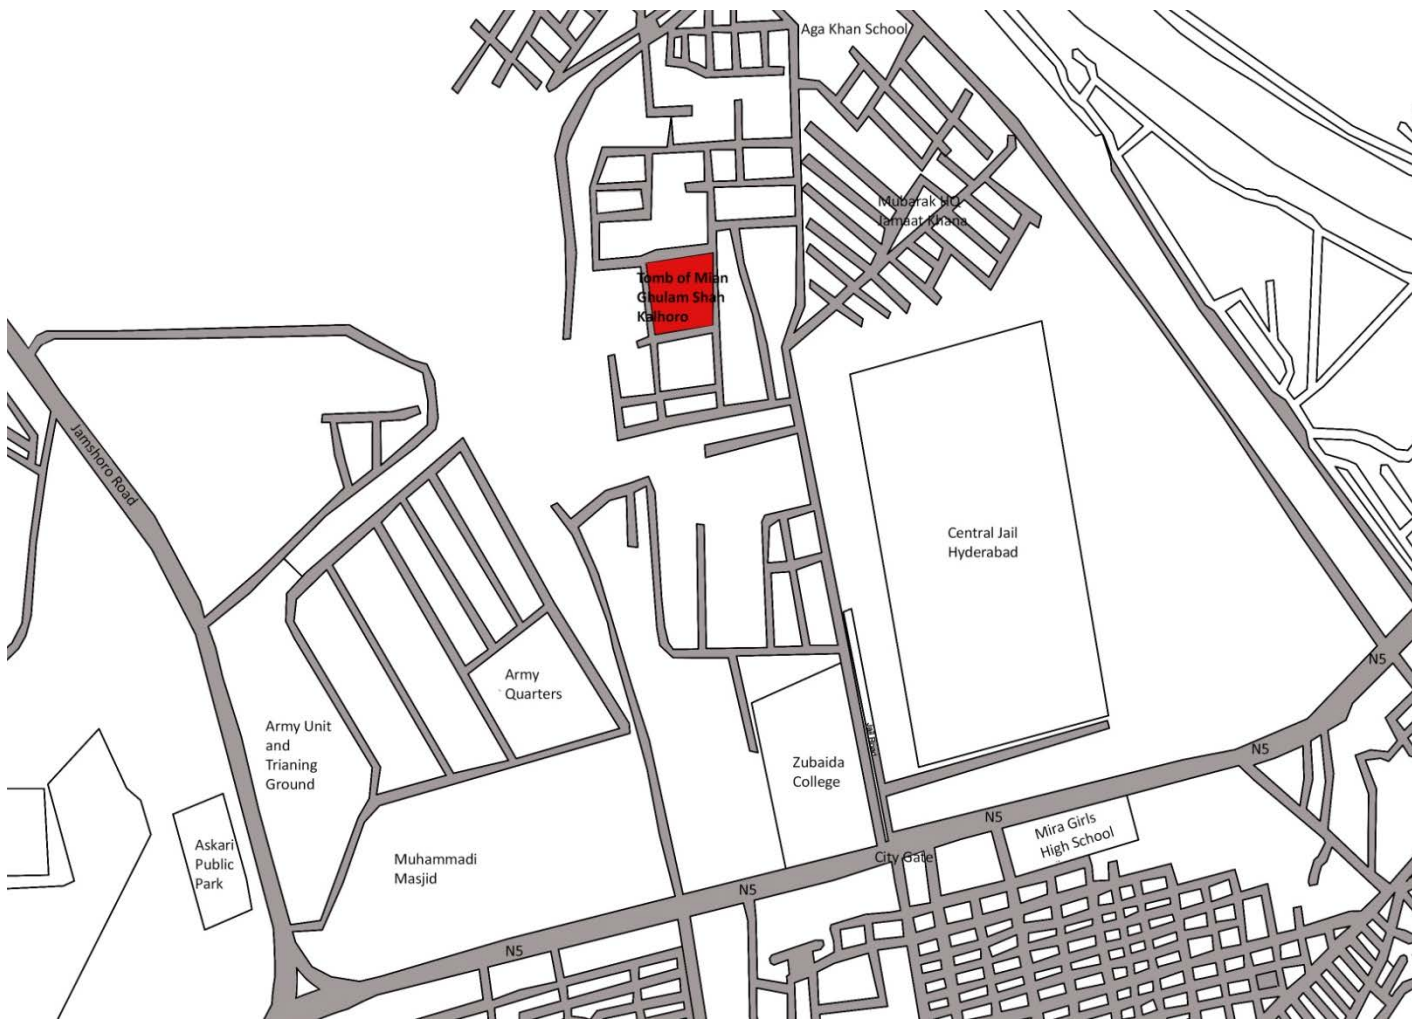 Aga Khan School
Mubarak HQ
Jamaat Khana
Tomb of Mian
Ghulam Shah
Kalhoro
Jamshoro Road
Central Jail
Hyderabad
Army
Quarters
N5
Army Unit
and
Trianing
Ground
Jail Road
N5
Zubaida
College
Askari
Public
Park
N5
Mira Girls
High School
Muhammadi
Masjid
City Gate
N5
N5